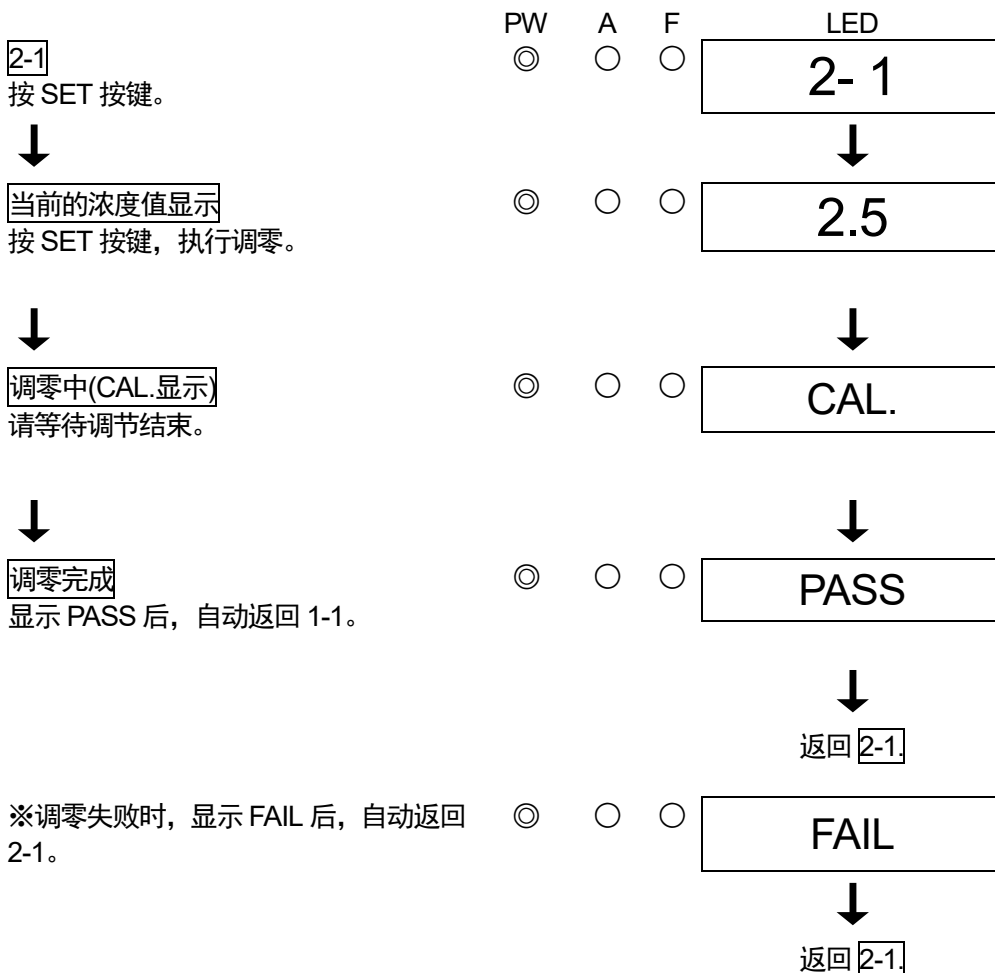 PW A F LED
2-1 ◎ ○ ○ 2- 1
按 SET 按键。
↓ ↓
当前的浓度值显示 ◎ ○ ○ 2.5
按 SET 按键，执行调零。
↓ ↓
调零中(CAL.显示) ◎ ○ ○ CAL.
请等待调节结束。
↓ ↓
调零完成 ◎ ○ ○ PASS
显示 PASS 后，自动返回 1-1。
↓
返回 2-1.
※调零失败时，显示 FAIL 后，自动返回 ◎ ○ ○ FAIL
2-1。
↓
返回 2-1.